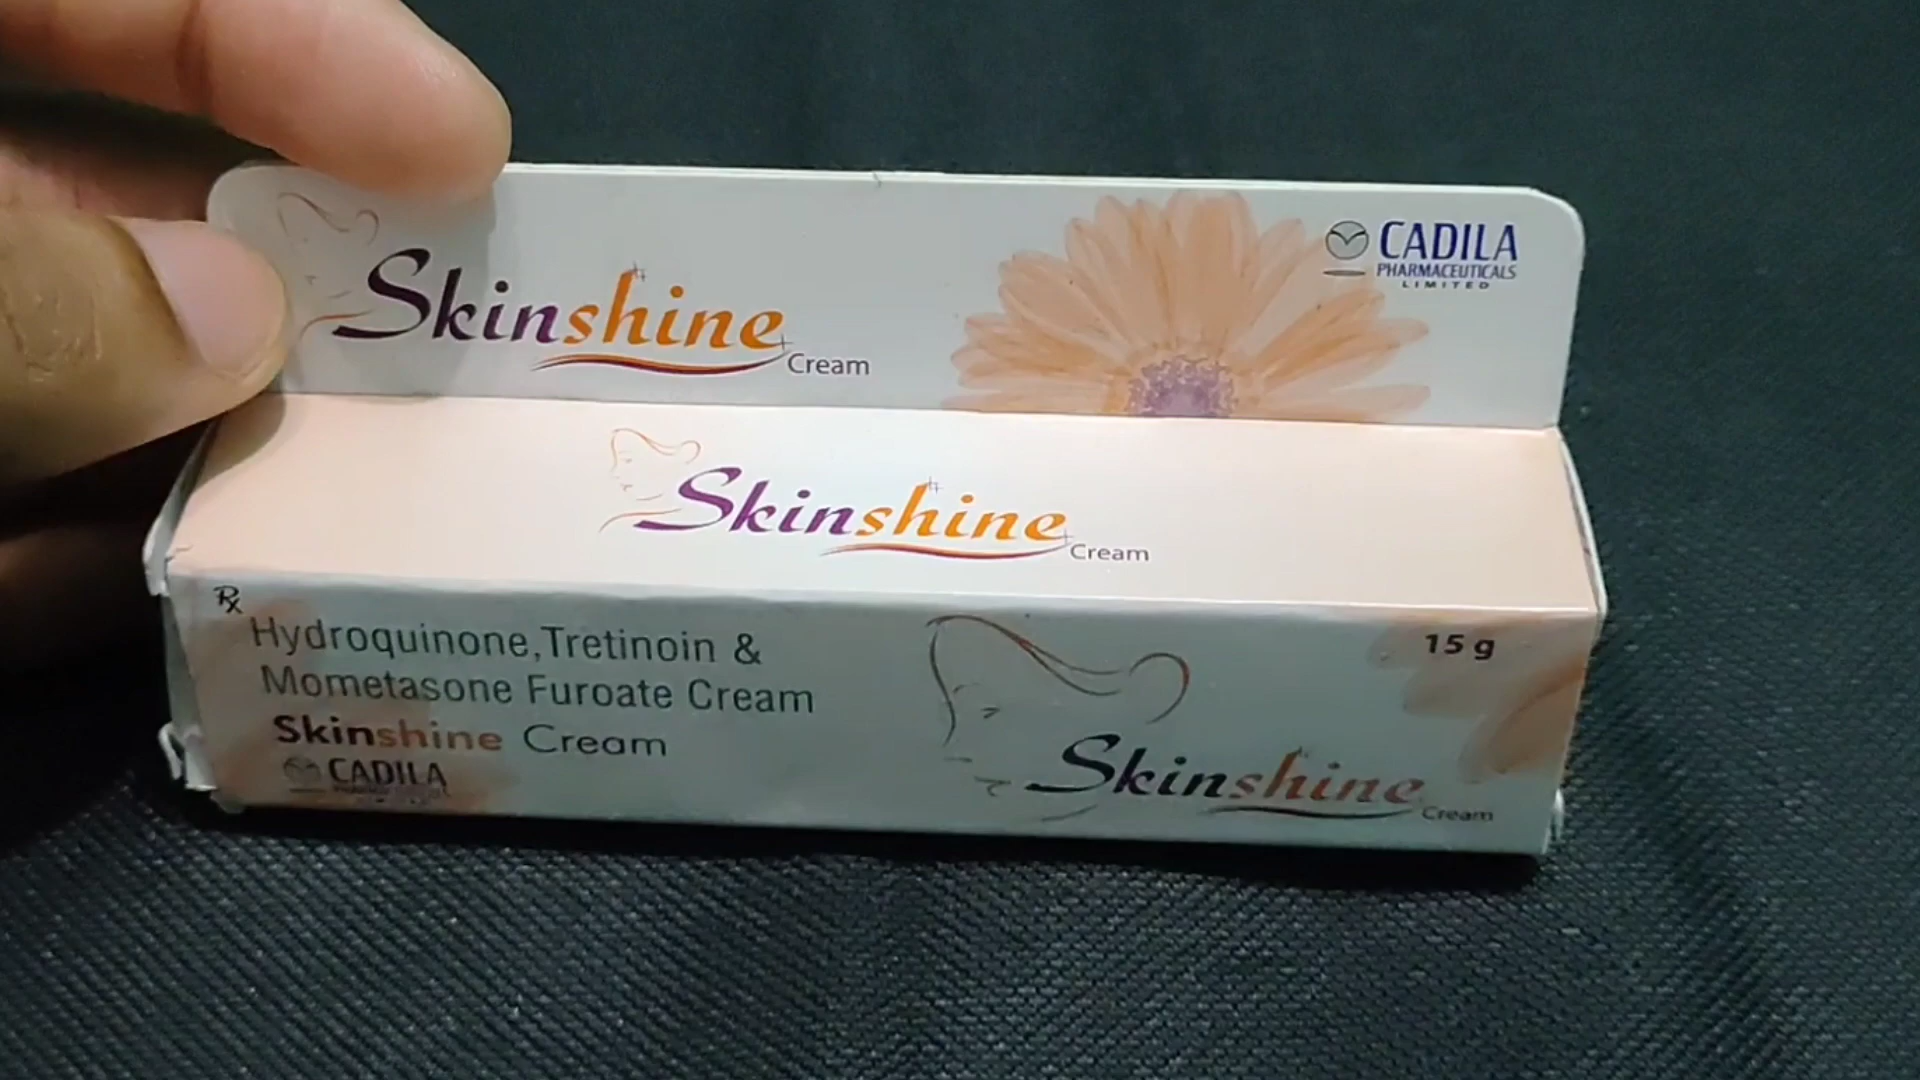 Skinshine
Cream
CADILA
PHARMACEUTICALS
LIMITED
Skinshine
Cream
Rx
Hydroquinone, Tretinoin &
Mometasone Furoate Cream
Skinshine Cream
CADILA
15 g
Skinshine
Cream